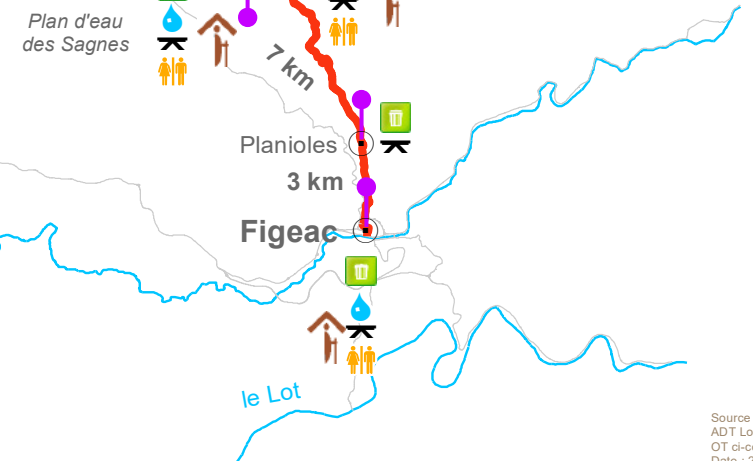 Plan d'eau
des Sagnes
7 km
Planioles
3 km
Figeac
le Lot
Source
ADT Lo
OT ci-c